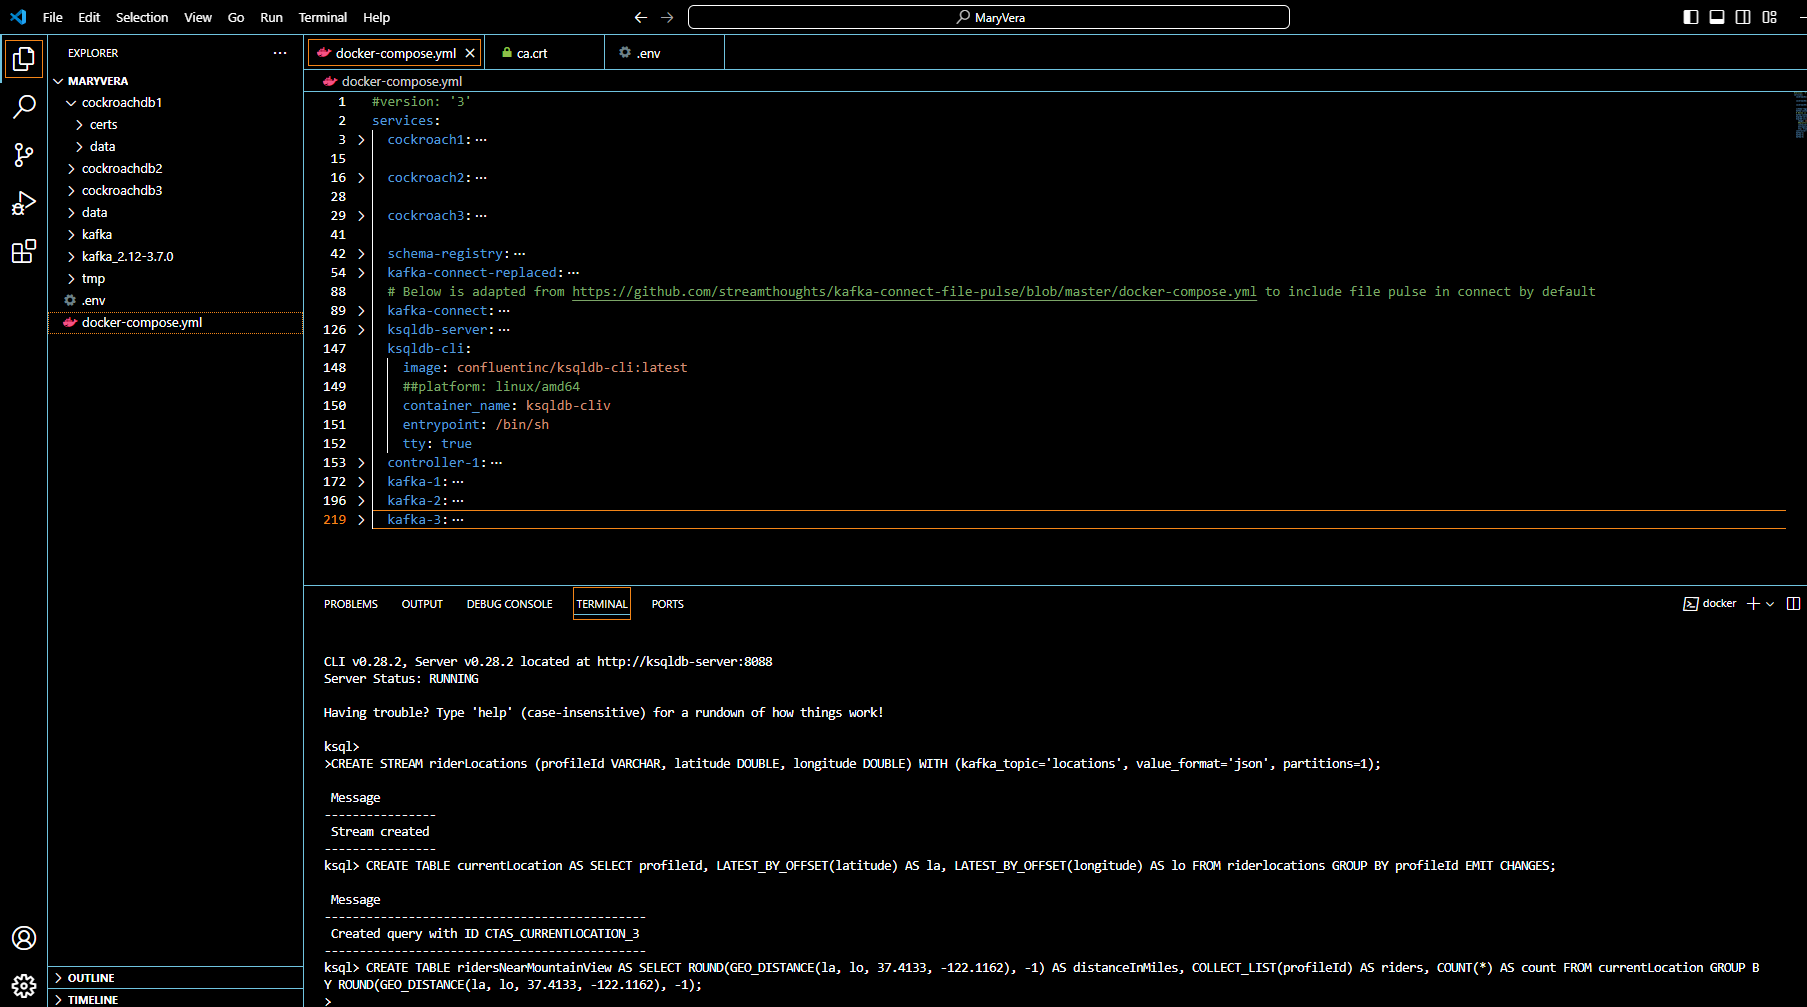 File Edit Selection View Go Run Terminal Help
MaryVera
EXPLORER
MARYVERA
cockroachdb1
certs
data
cockroachdb2
cockroachdb3
data
kafka
kafka_2.12-3.7.0
tmp
.env
docker-compose.yml
OUTLINE
TIMELINE
docker-compose.yml ca.crt .env
docker-compose.yml
1 #version: '3'
2 services:
3 cockroach1:···
15
16 cockroach2:···
28
29 cockroach3:···
41
42 schema-registry:···
54 kafka-connect-replaced:···
88 # Below is adapted from https://github.com/streamthoughts/kafka-connect-file-pulse/blob/master/docker-compose.yml to include file pulse in connect by default
89 kafka-connect:···
126 ksqldb-server:···
147 ksqldb-cli:
148 image: confluentinc/ksqldb-cli:latest
149 ##platform: linux/amd64
150 container_name: ksqldb-cliv
151 entrypoint: /bin/sh
152 tty: true
153 controller-1:···
172 kafka-1:···
196 kafka-2:···
219 kafka-3:···
PROBLEMS OUTPUT DEBUG CONSOLE TERMINAL PORTS
docker
CLI v0.28.2, Server v0.28.2 located at http://ksqldb-server:8088
Server Status: RUNNING
Having trouble? Type 'help' (case-insensitive) for a rundown of how things work!
ksql>
>CREATE STREAM riderLocations (profileId VARCHAR, latitude DOUBLE, longitude DOUBLE) WITH (kafka_topic='locations', value_format='json', partitions=1);
Message
----------------
Stream created
----------------
ksql> CREATE TABLE currentLocation AS SELECT profileId, LATEST_BY_OFFSET(latitude) AS la, LATEST_BY_OFFSET(longitude) AS lo FROM riderlocations GROUP BY profileId EMIT CHANGES;
Message
----------------------------------------------
Created query with ID CTAS_CURRENTLOCATION_3
----------------------------------------------
ksql> CREATE TABLE ridersNearMountainView AS SELECT ROUND(GEO_DISTANCE(la, lo, 37.4133, -122.1162), -1) AS distanceInMiles, COLLECT_LIST(profileId) AS riders, COUNT(*) AS count FROM currentLocation GROUP B
Y ROUND(GEO_DISTANCE(la, lo, 37.4133, -122.1162), -1);
>